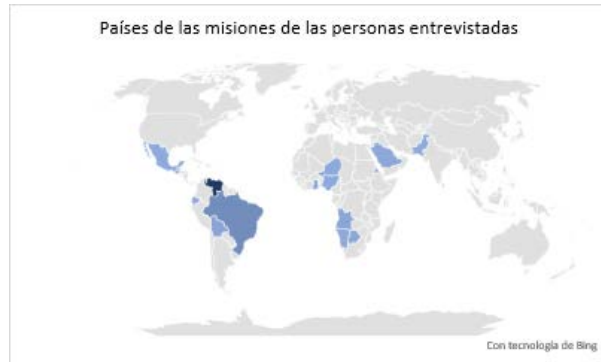 Países de las misiones de las personas entrevistadas
Con tecnología de Bing